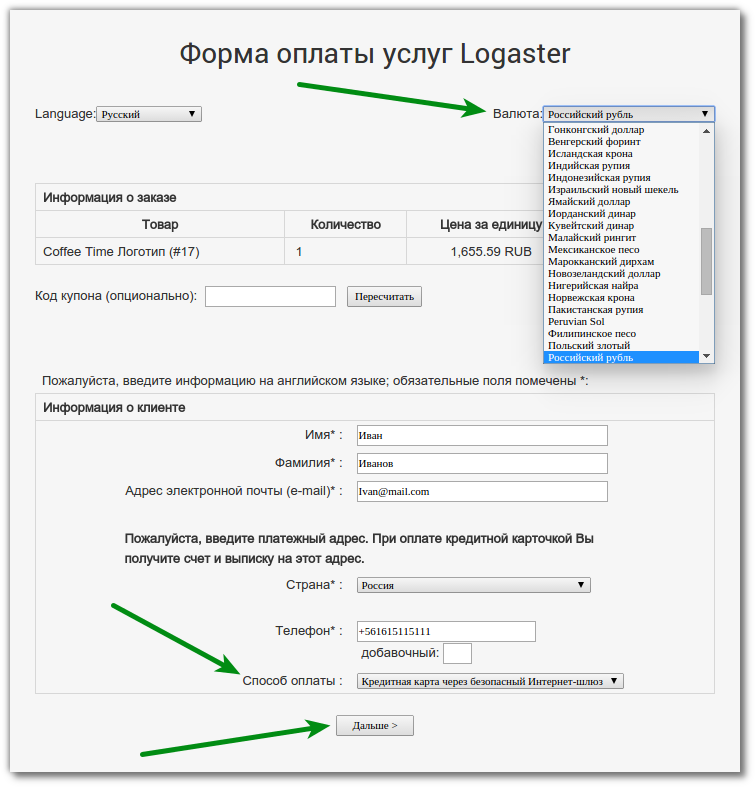 Форма оплаты услуг Logaster
Language: Русский
Валюта: Российский рубль
Гонконгский доллар
Венгерский форинт
Исландская крона
Индийская рупия
Индонезийская рупия
Израильский новый шекель
Ямайский доллар
Иорданский динар
Кувейтский динар
Малайский рингит
Мексиканское песо
Марокканский дирхам
Новозеландский доллар
Нигерийская найра
Норвежская крона
Пакистанская рупия
Peruvian Sol
Филипинское песо
Польский злотый
Российский рубль
Информация о заказе
Товар Количество Цена за единицу
Coffee Time Логотип (#17) 1 1,655.59 RUB
Код купона (опционально): Пересчитать
Пожалуйста, введите информацию на английском языке; обязательные поля помечены *:
Информация о клиенте
Имя* : Иван
Фамилия* : Иванов
Адрес электронной почты (e-mail)* : Ivan@mail.com
Пожалуйста, введите платежный адрес. При оплате кредитной карточкой Вы
получите счет и выписку на этот адрес.
Страна* : Россия
Телефон* : +561615115111
добавочный:
Способ оплаты : Кредитная карта через безопасный Интернет-шлюз
Дальше >